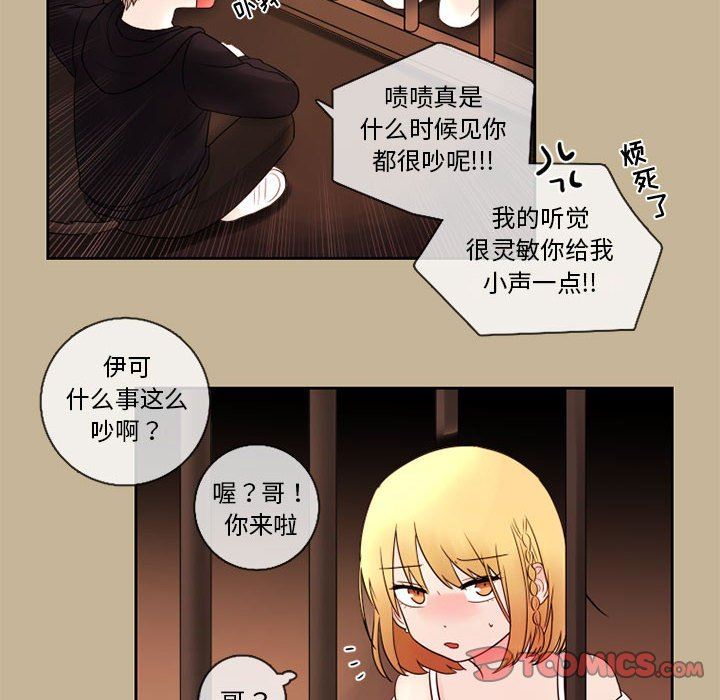 啧啧真是
什么时候见你
都很吵呢!!!
烦死了
我的听觉
很灵敏你给我
小声一点!!
伊可
什么事这么
吵啊？
喔？哥！
你来啦
哥？
DTOOMICS.COM